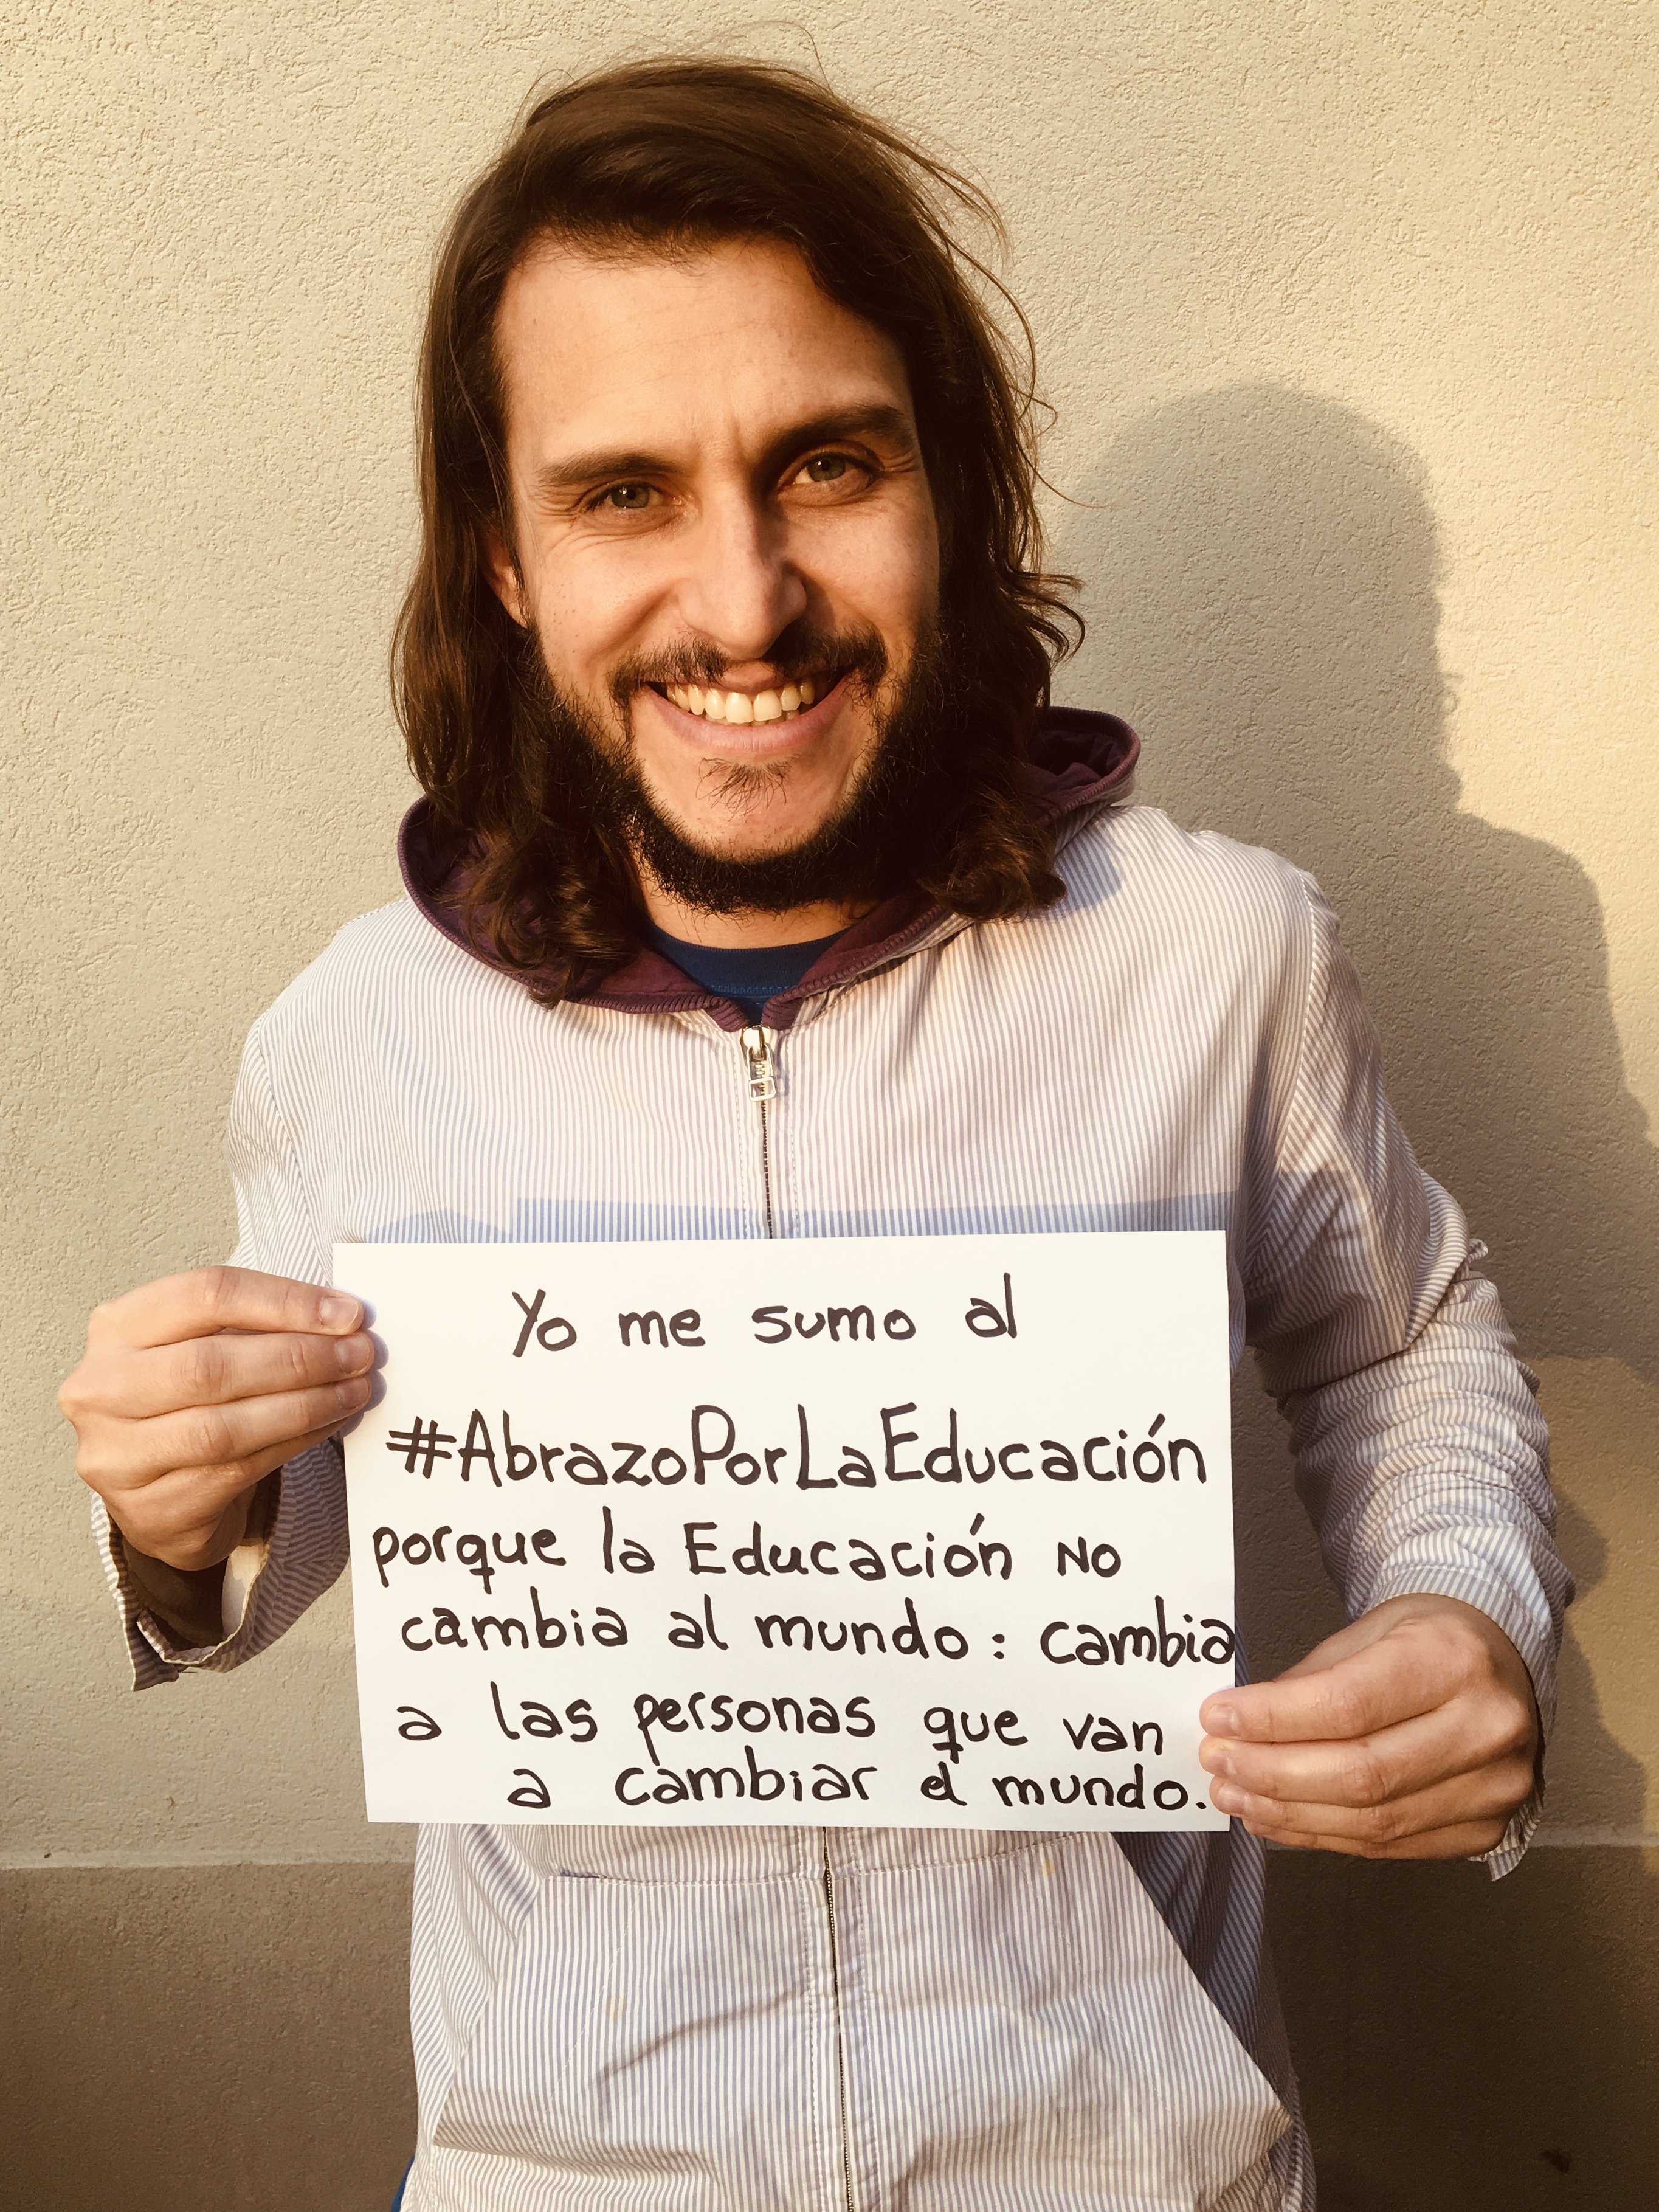 Yo me sumo al
#AbrazoPorLaEducación
porque la Educación NO
cambia al mundo: cambia
a las personas que van
a cambiar el mundo.